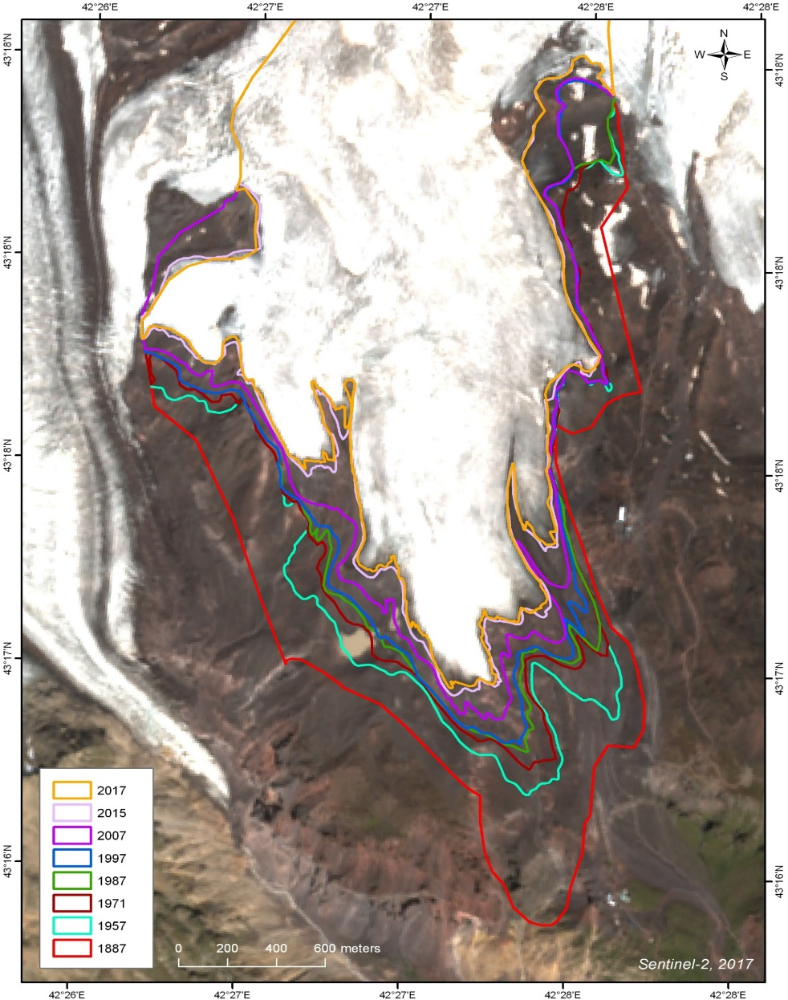 42°26'E 42°27'E 42°27'E 42°28'E 42°28'E
N
W E
S
43°18'N 43°18'N
43°18'N 43°18'N
43°18'N 43°18'N
43°17'N 43°17'N
43°16'N 43°16'N
2017
2015
2007
1997
1987
1971
1957
1887
0 200 400 600 meters
Sentinel-2, 2017
42°26'E 42°27'E 42°27'E 42°28'E 42°28'E